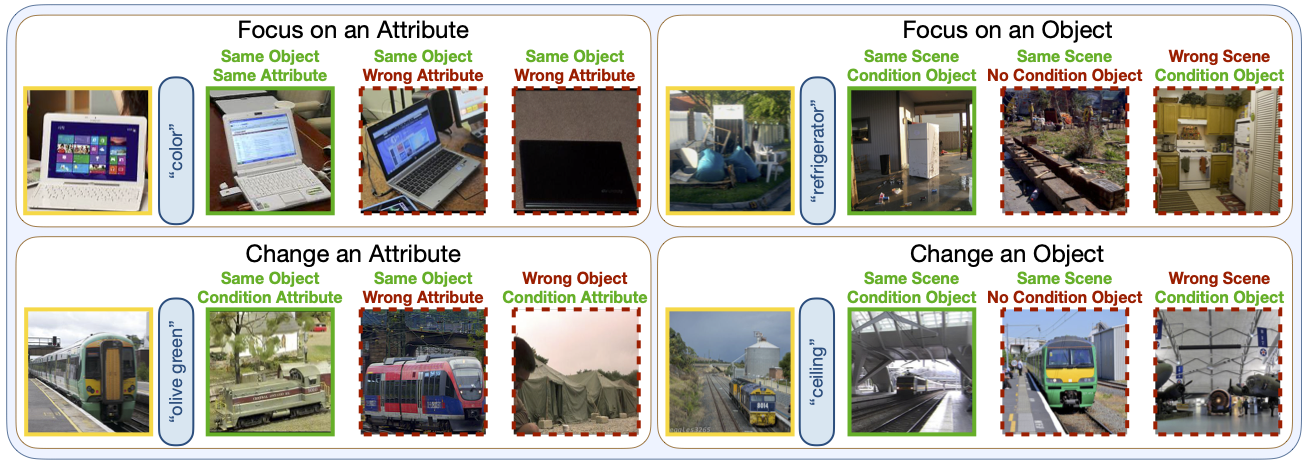 Focus on an Attribute
Same Object
Same Attribute
Same Object
Wrong Attribute
Same Object
Wrong Attribute
"color"
Focus on an Object
Same Scene
Condition Object
Same Scene
No Condition Object
Wrong Scene
Condition Object
"refrigerator"
Change an Attribute
Same Object
Condition Attribute
Same Object
Wrong Attribute
Wrong Object
Condition Attribute
"olive green"
Change an Object
Same Scene
Condition Object
Same Scene
No Condition Object
Wrong Scene
Condition Object
"ceiling"
8014